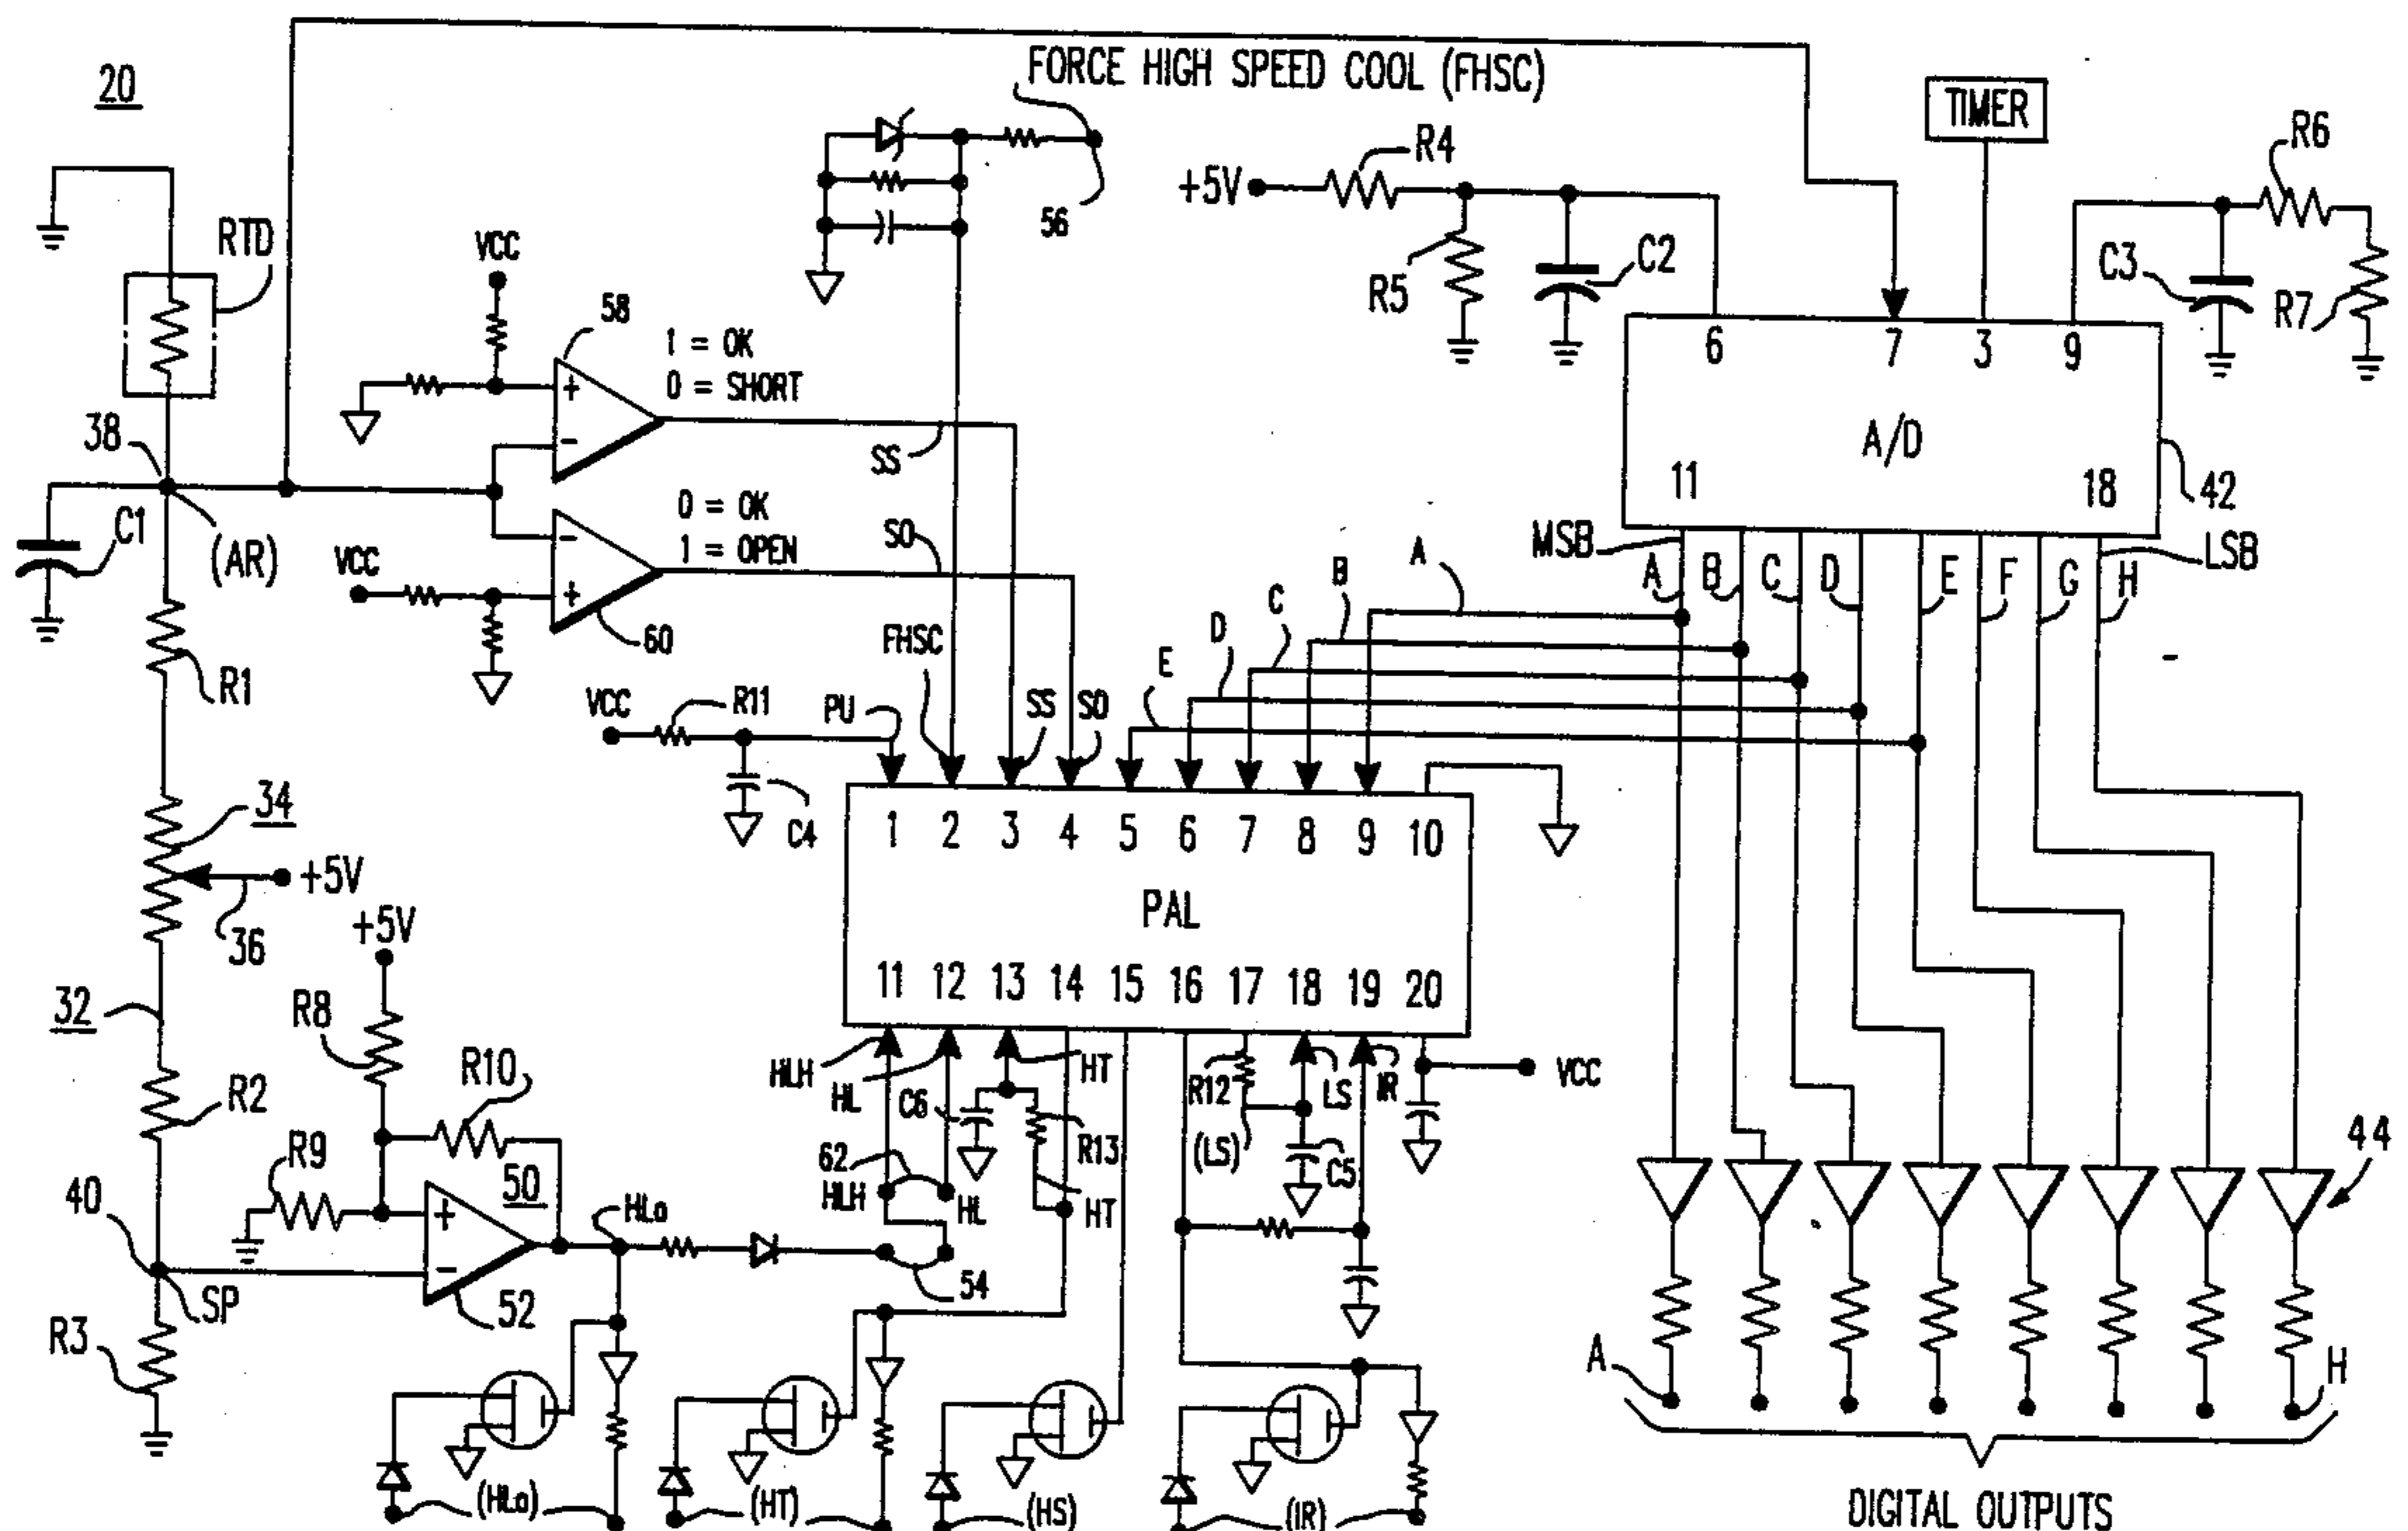 FORCE HIGH SPEED COOL (FHSC)
20
TIMER
R6
R4
+5V
56
RTD
VCC
58
1 = OK
0 = SHORT
R5
C2
C3
R7
6 7 3 9
A/D
11 18
42
38
SS
0 = OK
1 = OPEN
SO
C1
(AR)
VCC
60
MSB
LSB
A B C D E F G H
A
B
C
D
E
FHSC
R1
VCC
R11
PU
SS
SO
C4
34
+5V
36
1 2 3 4 5 6 7 8 9 10
PAL
11 12 13 14 15 16 17 18 19 20
+5V
R8
32
HLH
HL
C6
HT
R12
LS
IR
VCC
R10
R2
R13
(LS)
C5
44
R9
50
62
HLH
HL
HT
40
HLo
SP
52
54
R3
A
H
(HLo)
(HT)
(HS)
(IR)
DIGITAL OUTPUTS